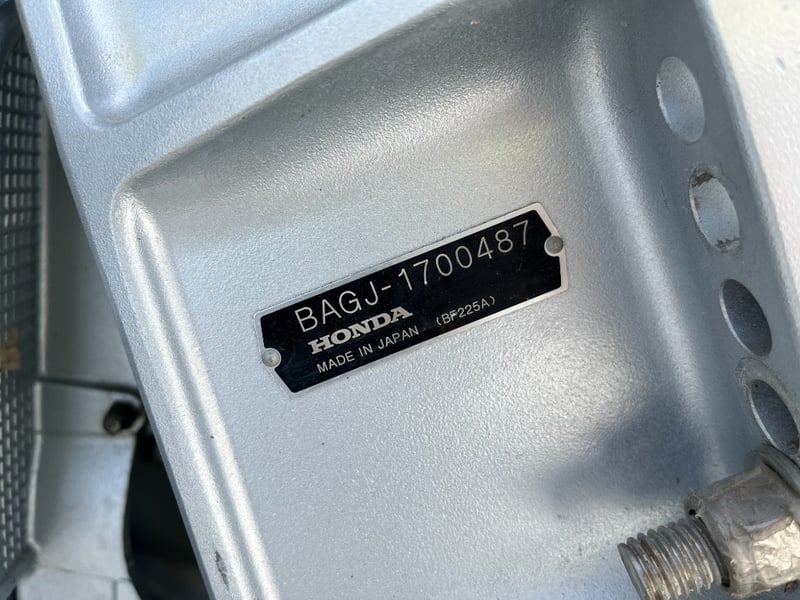 BAGJ-1700487
HONDA
MADE IN JAPAN (BF225A)